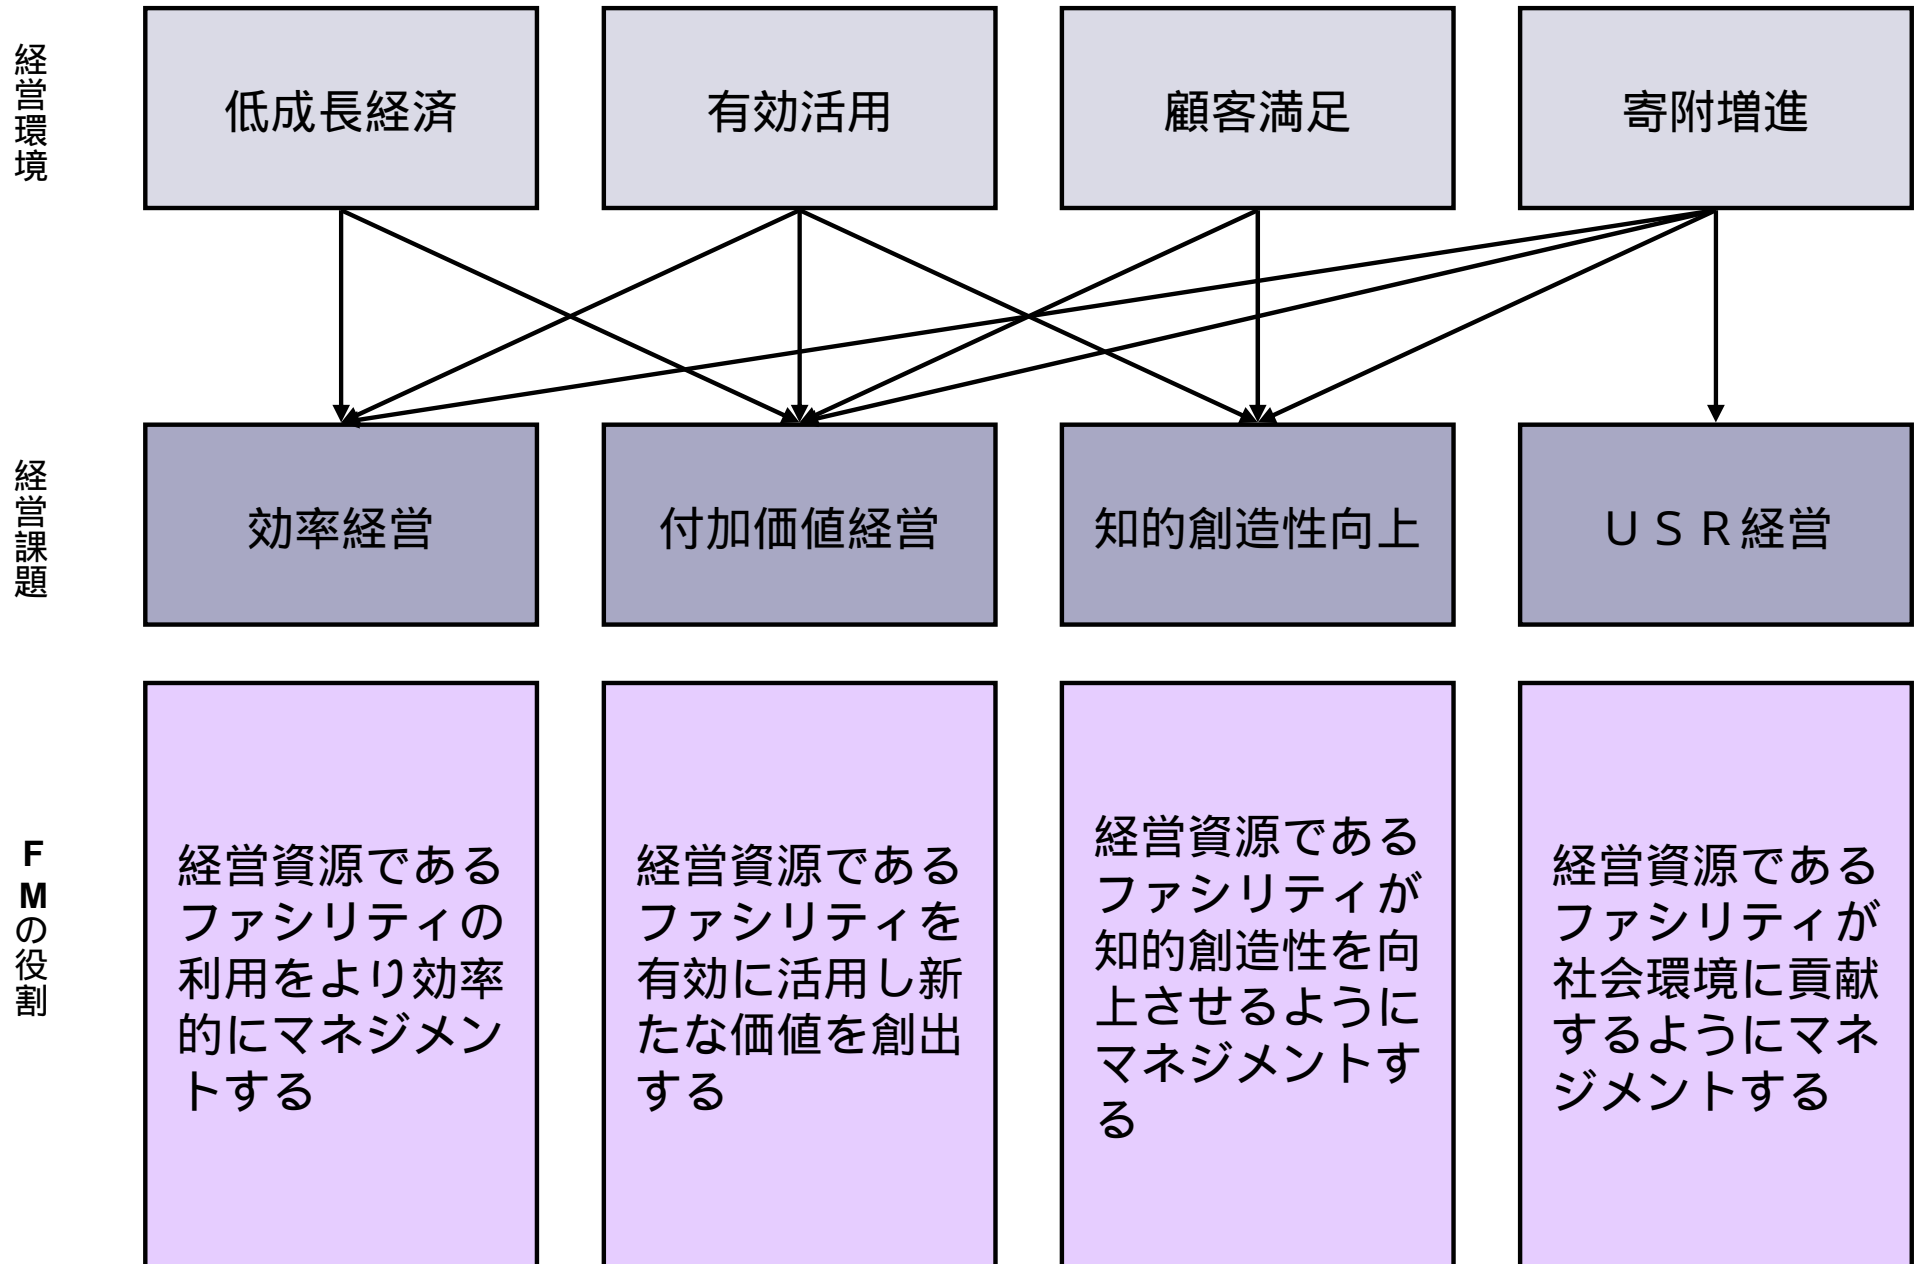 経営環境
低成長経済
有効活用
顧客満足
寄附増進
経営課題
効率経営
付加価値経営
知的創造性向上
ＵＳＲ経営
FMの役割
経営資源である
ファシリティの
利用をより効率
的にマネジメン
トする
経営資源である
ファシリティを
有効に活用し新
たな価値を創出
する
経営資源である
ファシリティが
知的創造性を向
上させるように
マネジメントす
る
経営資源である
ファシリティが
社会環境に貢献
するようにマネ
ジメントする